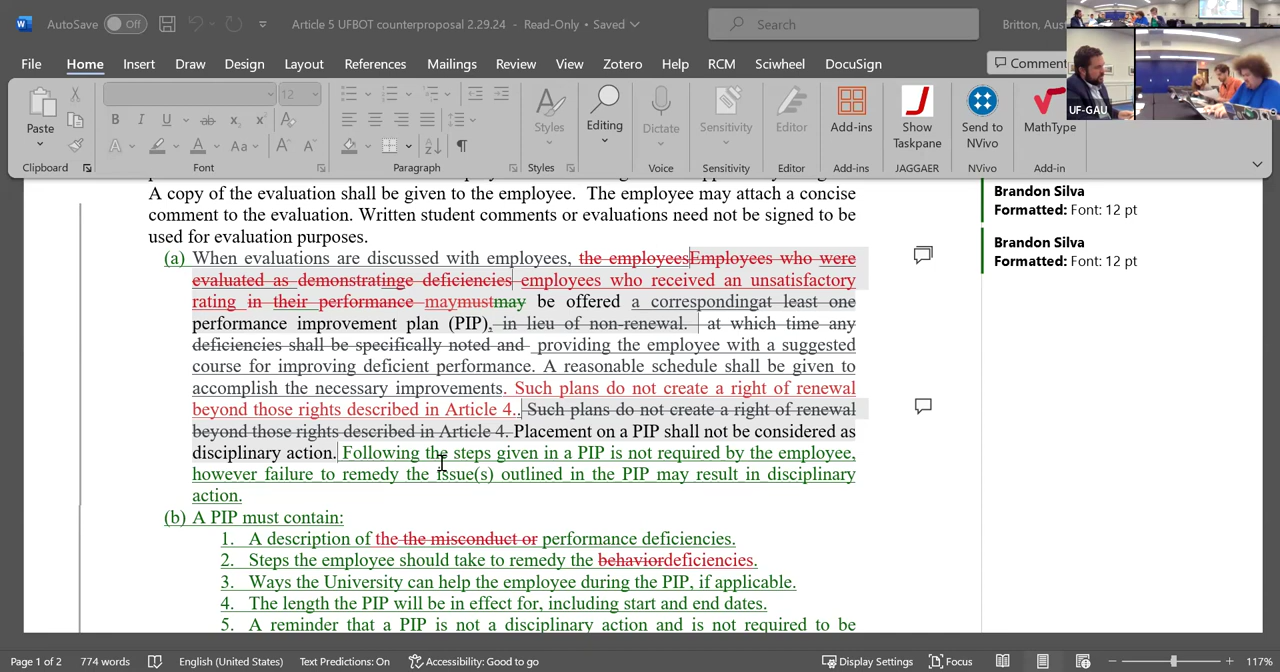 AutoSave Off Article 5 UFBOT counterproposal 2.29.24 - Read-Only • Saved Search Britton, Aus
File Home Insert Draw Design Layout References Mailings Review View Zotero Help RCM Sciwheel DocuSign Comment
UF-GAU
Paste 12 Styles Editing Dictate Sensitivity Editor Add-ins Show Taskpane Send to NVivo MathType
Clipboard Font Paragraph Styles Voice Sensitivity Editor Add-ins JAGGAER NVivo Add-in
A copy of the evaluation shall be given to the employee. The employee may attach a concise
comment to the evaluation. Written student comments or evaluations need not be signed to be
used for evaluation purposes.
(a) When evaluations are discussed with employees, the employeesEmployees who were
evaluated as demonstratinge deficiencies employees who received an unsatisfactory
rating in their performance maymustmay be offered a correspondingat least one
performance improvement plan (PIP), in lieu of non-renewal. at which time any
deficiencies shall be specifically noted and providing the employee with a suggested
course for improving deficient performance. A reasonable schedule shall be given to
accomplish the necessary improvements. Such plans do not create a right of renewal
beyond those rights described in Article 4.. Such plans do not create a right of renewal
beyond those rights described in Article 4. Placement on a PIP shall not be considered as
disciplinary action. Following the steps given in a PIP is not required by the employee,
however failure to remedy the issue(s) outlined in the PIP may result in disciplinary
action.
(b) A PIP must contain:
1. A description of the the misconduct or performance deficiencies.
2. Steps the employee should take to remedy the behaviordeficiencies.
3. Ways the University can help the employee during the PIP, if applicable.
4. The length the PIP will be in effect for, including start and end dates.
5. A reminder that a PIP is not a disciplinary action and is not required to be
Brandon Silva
Formatted: Font: 12 pt
Brandon Silva
Formatted: Font: 12 pt
Page 1 of 2 774 words English (United States) Text Predictions: On Accessibility: Good to go Display Settings Focus 117%